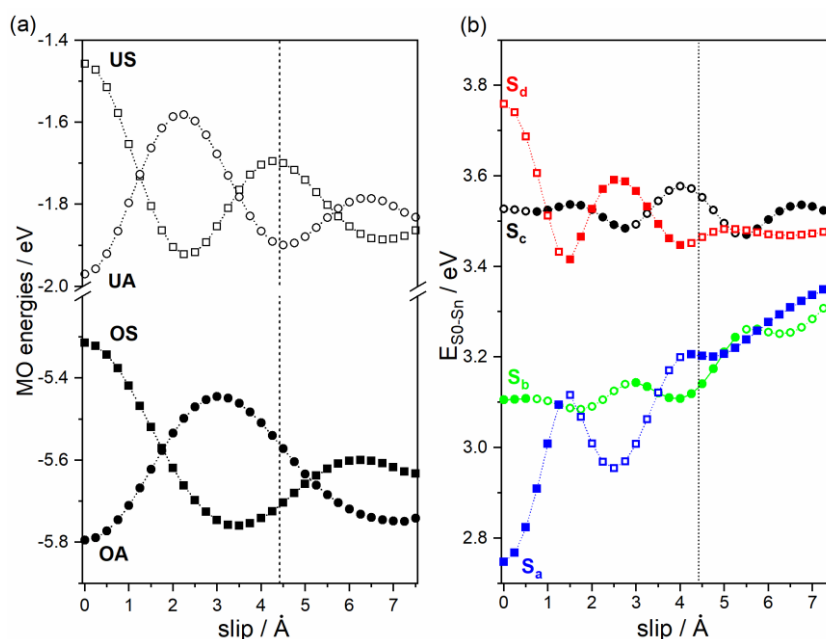 (a)
US
UA
OS
OA
MO energies / eV
-1.4
-1.6
-1.8
-2.0
-5.4
-5.6
-5.8
0 1 2 3 4 5 6 7
slip / Å
(b)
Sd
Sc
Sb
Sa
ES0-Sn / eV
3.8
3.6
3.4
3.2
3.0
2.8
0 1 2 3 4 5 6 7
slip / Å